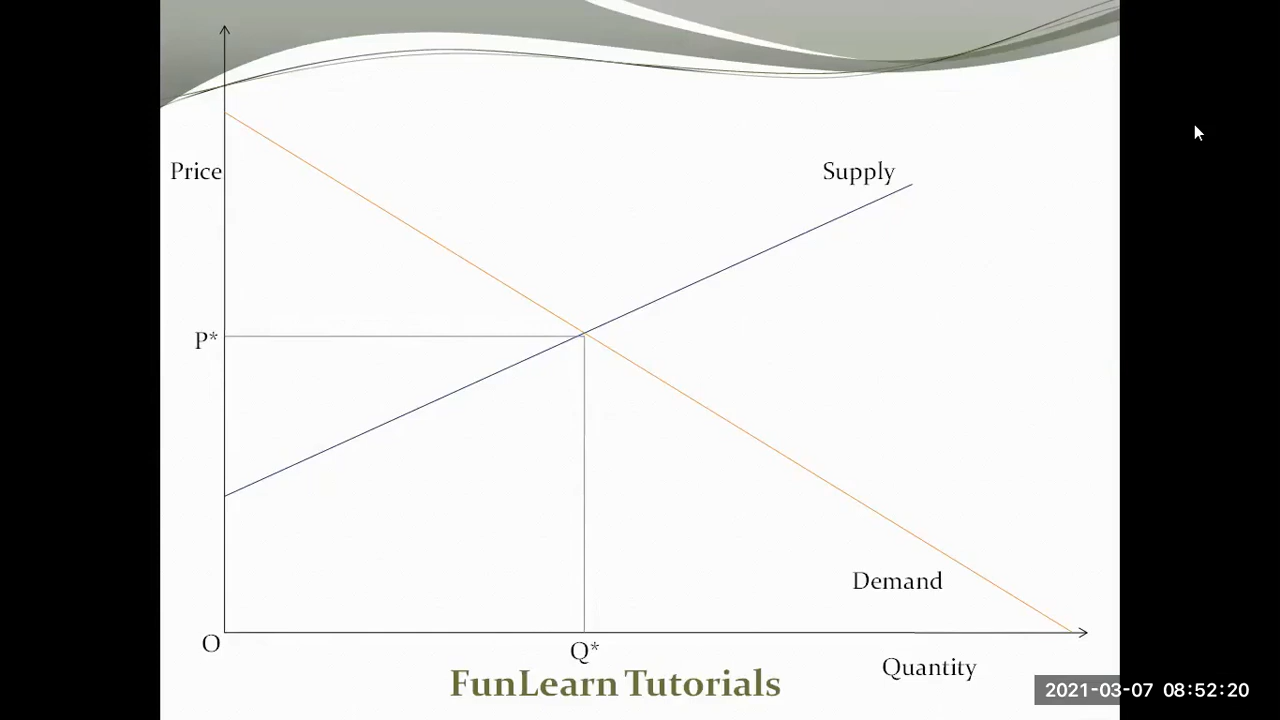 Price
Supply
P*
Demand
O
Q*
Quantity
FunLearn Tutorials
2021-03-07 08:52:20